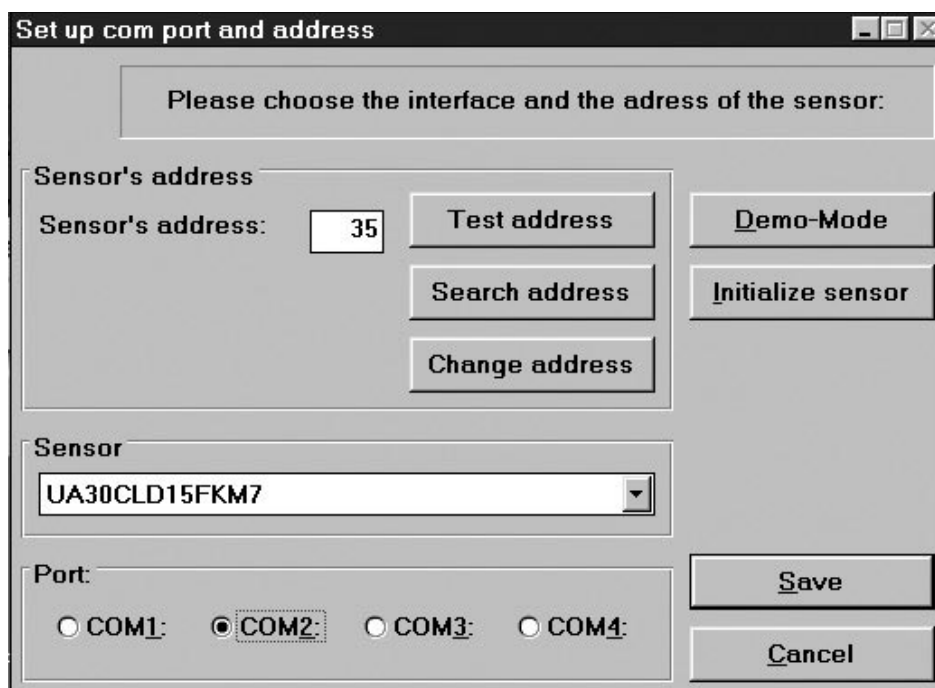 Set up com port and address
Please choose the interface and the adress of the sensor:
Sensor's address
Sensor's address: 35
Test address
Search address
Change address
Demo-Mode
Initialize sensor
Sensor
UA30CLD15FKM7
Port:
COM1: COM2: COM3: COM4:
Save
Cancel